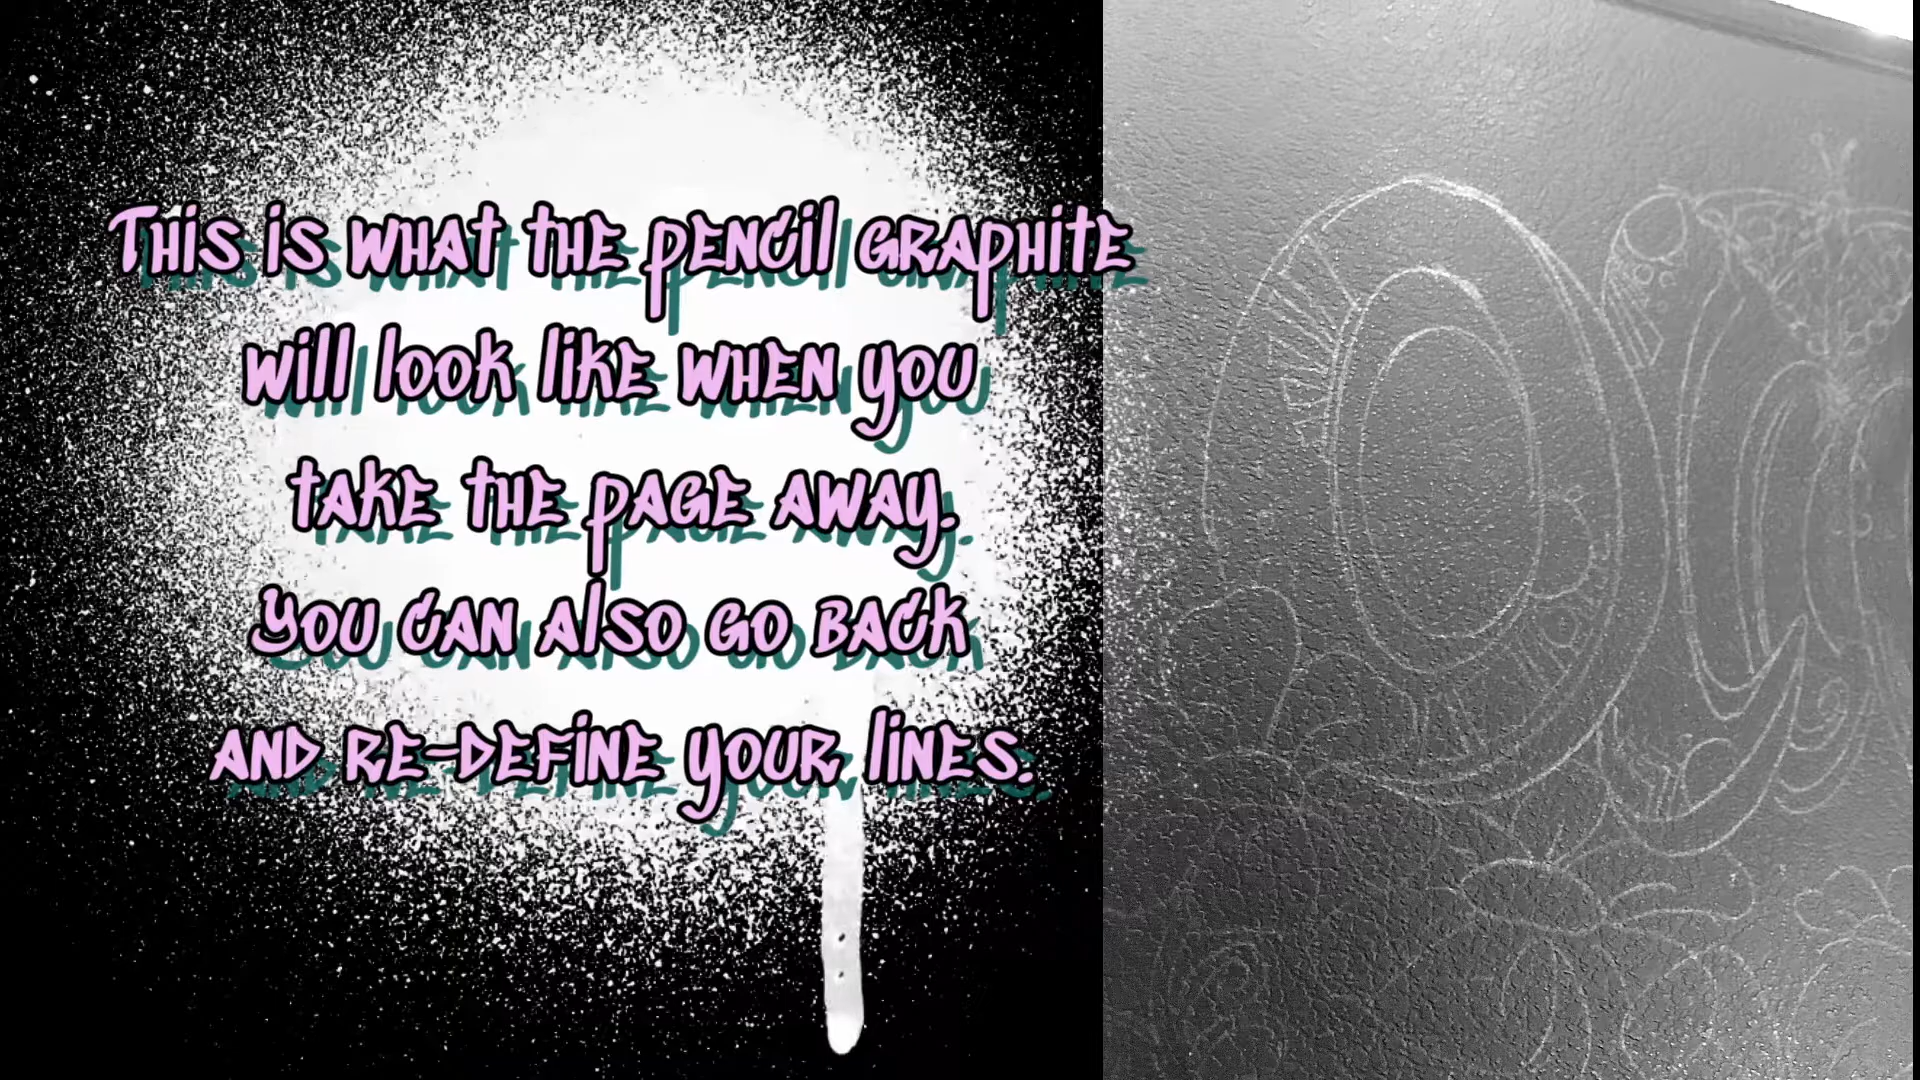 This is what the pencil graphite
will look like when you
take the page away.
You can also go back
and re-define your lines.